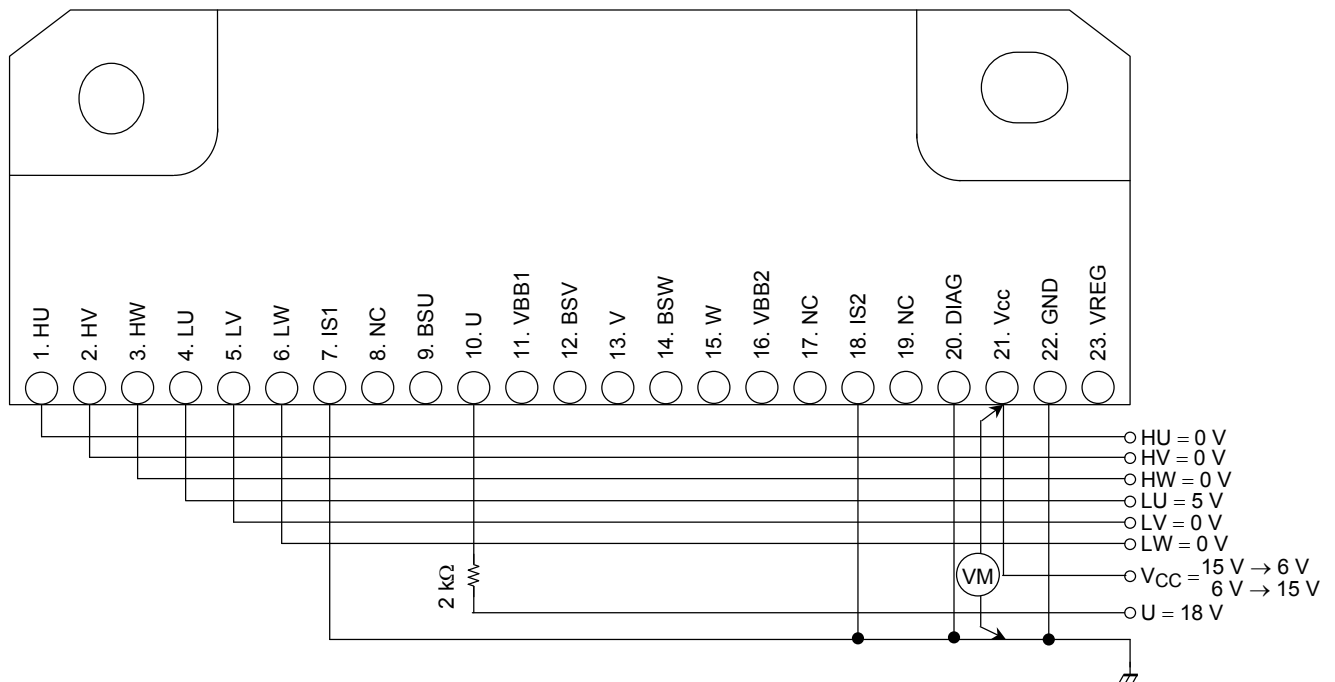 1. HU
2. HV
3. HW
4. LU
5. LV
6. LW
7. IS1
8. NC
9. BSU
10. U
11. VBB1
12. BSV
13. V
14. BSW
15. W
16. VBB2
17. NC
18. IS2
19. NC
20. DIAG
21. Vcc
22. GND
23. VREG
HU = 0 V
HV = 0 V
HW = 0 V
LU = 5 V
LV = 0 V
LW = 0 V
2 kΩ
VM
VCC = 15 V → 6 V
6 V → 15 V
U = 18 V